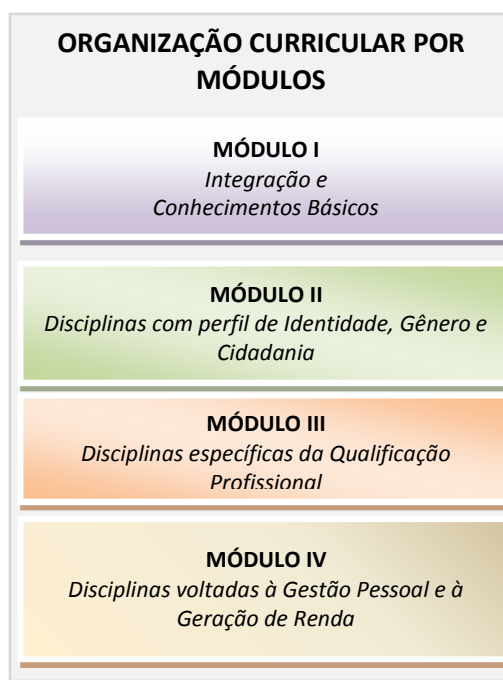 ORGANIZAÇÃO CURRICULAR POR
MÓDULOS
MÓDULO I
Integração e
Conhecimentos Básicos
MÓDULO II
Disciplinas com perfil de Identidade, Gênero e
Cidadania
MÓDULO III
Disciplinas específicas da Qualificação
Profissional
MÓDULO IV
Disciplinas voltadas à Gestão Pessoal e à
Geração de Renda